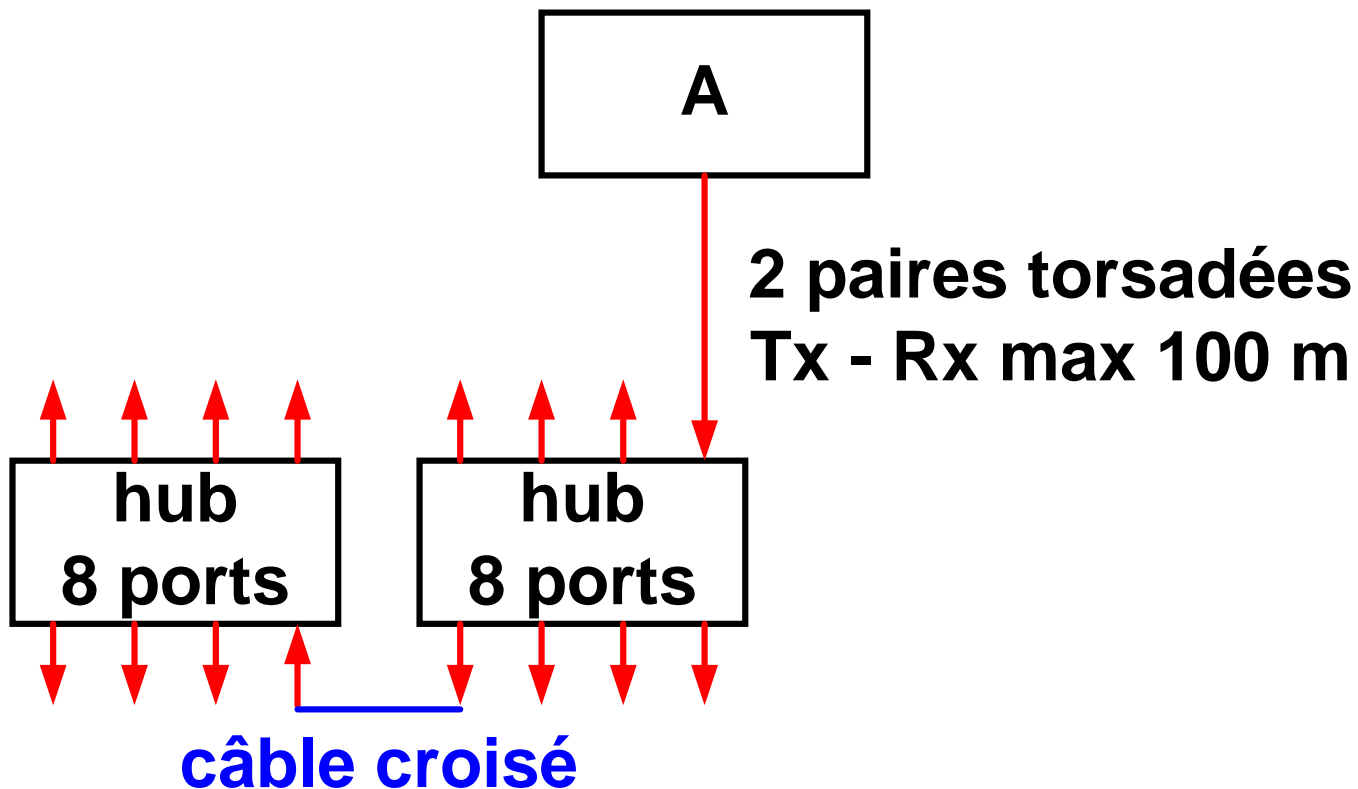 A
2 paires torsadées
Tx - Rx max 100 m
hub
8 ports
hub
8 ports
câble croisé